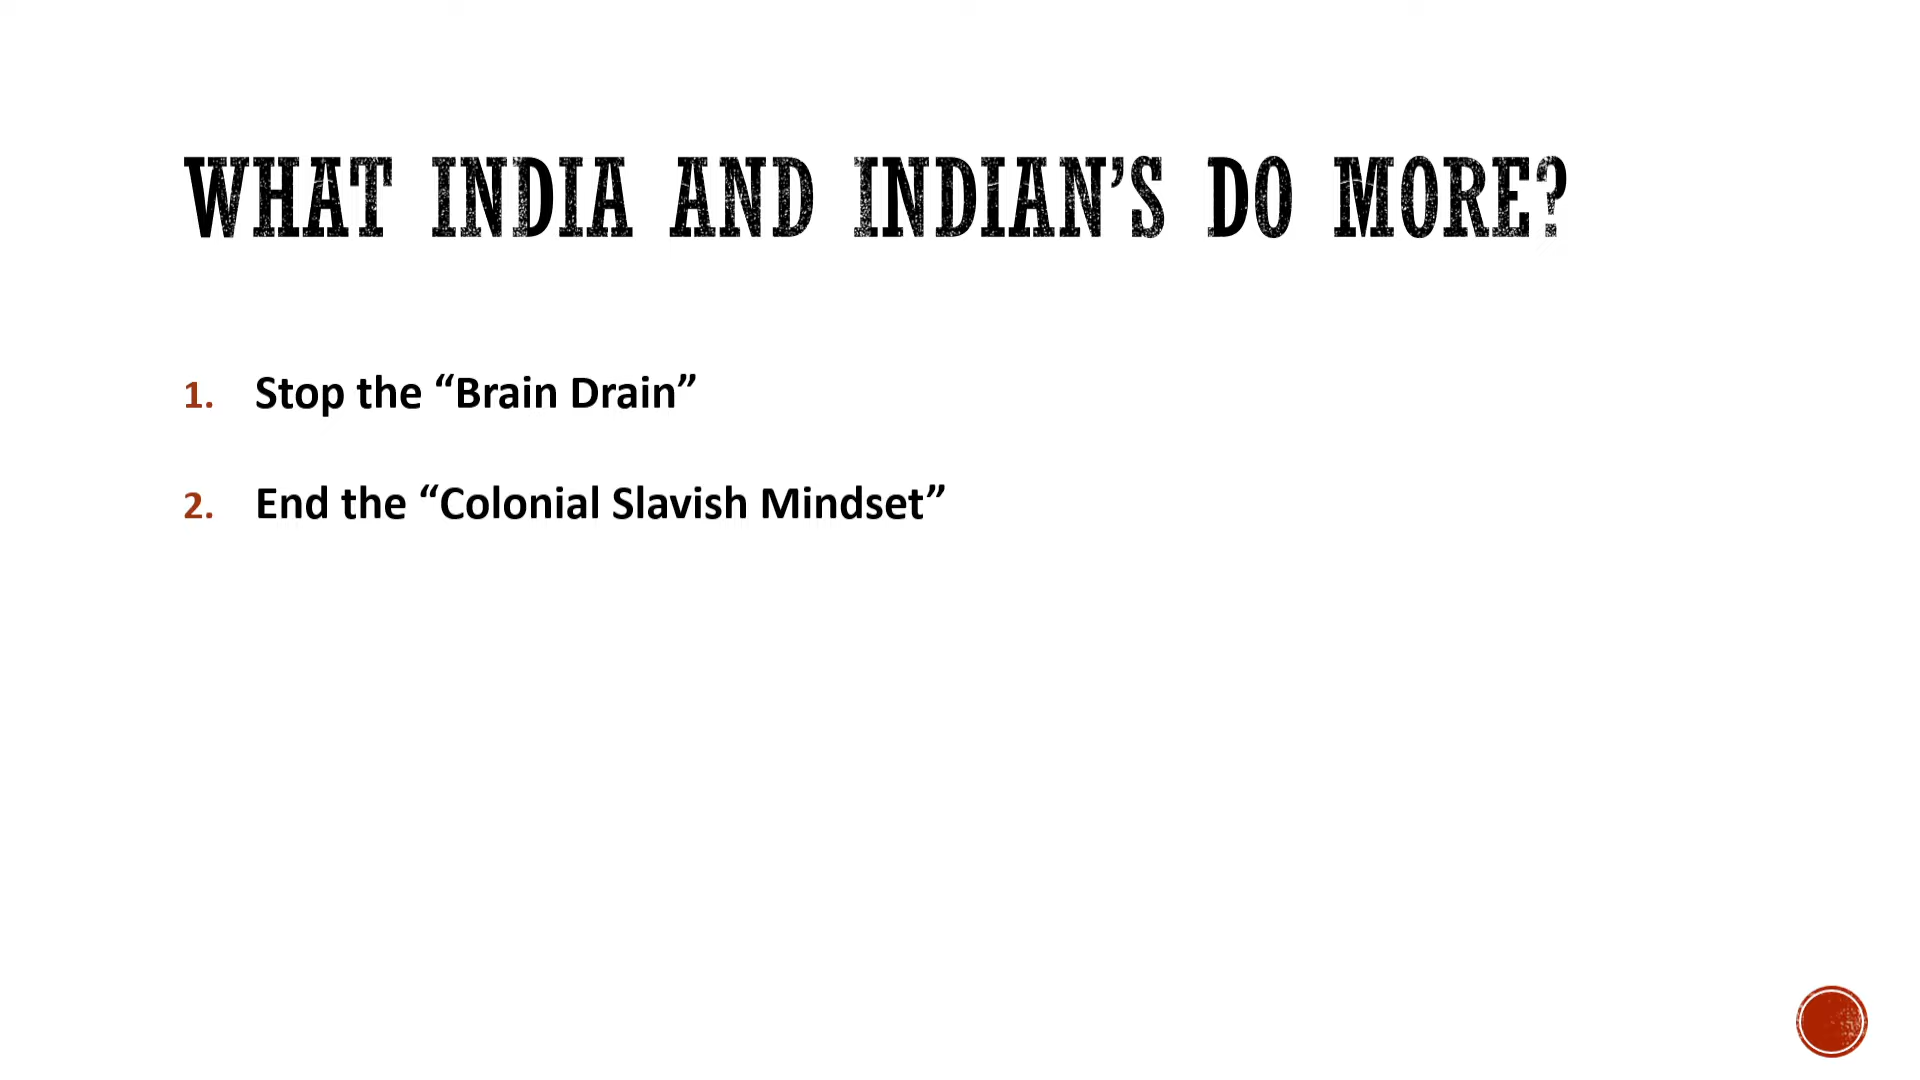 WHAT INDIA AND INDIAN’S DO MORE?
1. Stop the “Brain Drain”
2. End the “Colonial Slavish Mindset”